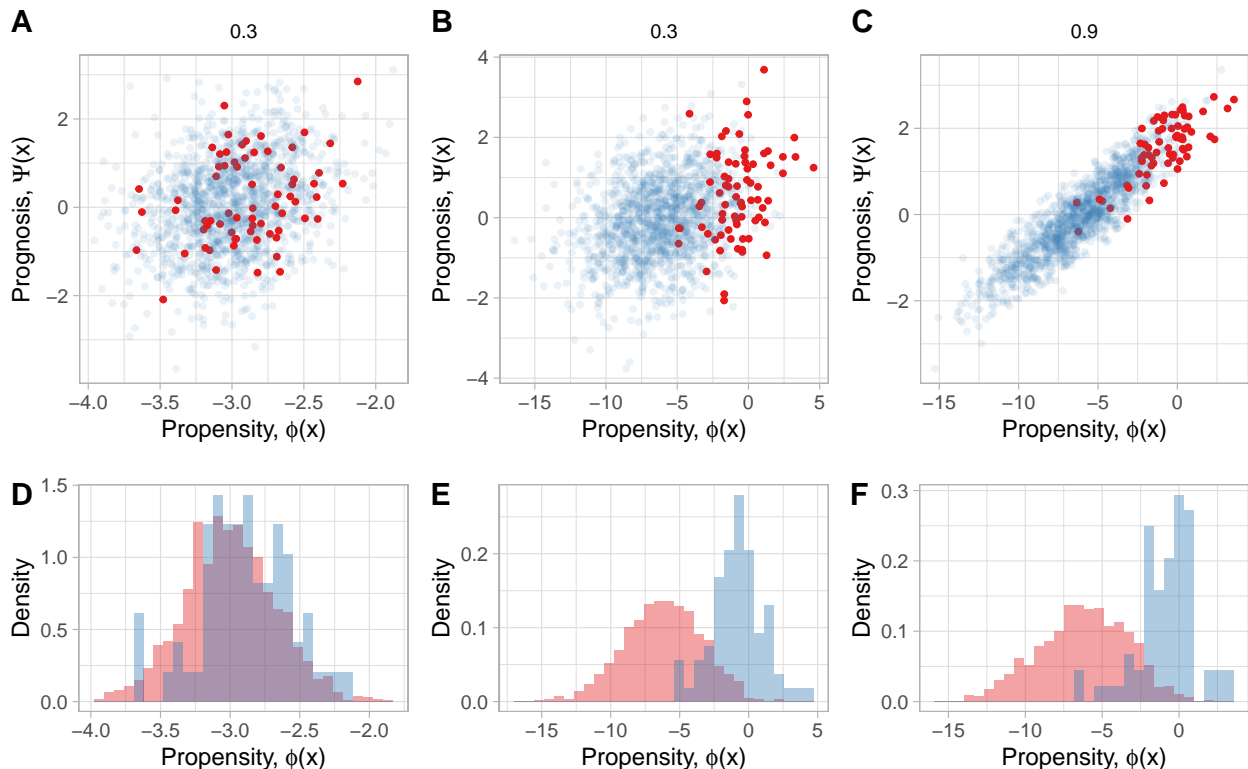 A
0.3
Prognosis, Ψ(x)
2
0
−2
−4.0 −3.5 −3.0 −2.5 −2.0
Propensity, ϕ(x)
B
0.3
Prognosis, Ψ(x)
4
2
0
−2
−4
−15 −10 −5 0 5
Propensity, ϕ(x)
C
0.9
Prognosis, Ψ(x)
2
0
−2
−15 −10 −5 0
Propensity, ϕ(x)
D
Density
1.5
1.0
0.5
0.0
−4.0 −3.5 −3.0 −2.5 −2.0
Propensity, ϕ(x)
E
Density
0.2
0.1
0.0
−15 −10 −5 0 5
Propensity, ϕ(x)
F
Density
0.3
0.2
0.1
0.0
−15 −10 −5 0
Propensity, ϕ(x)